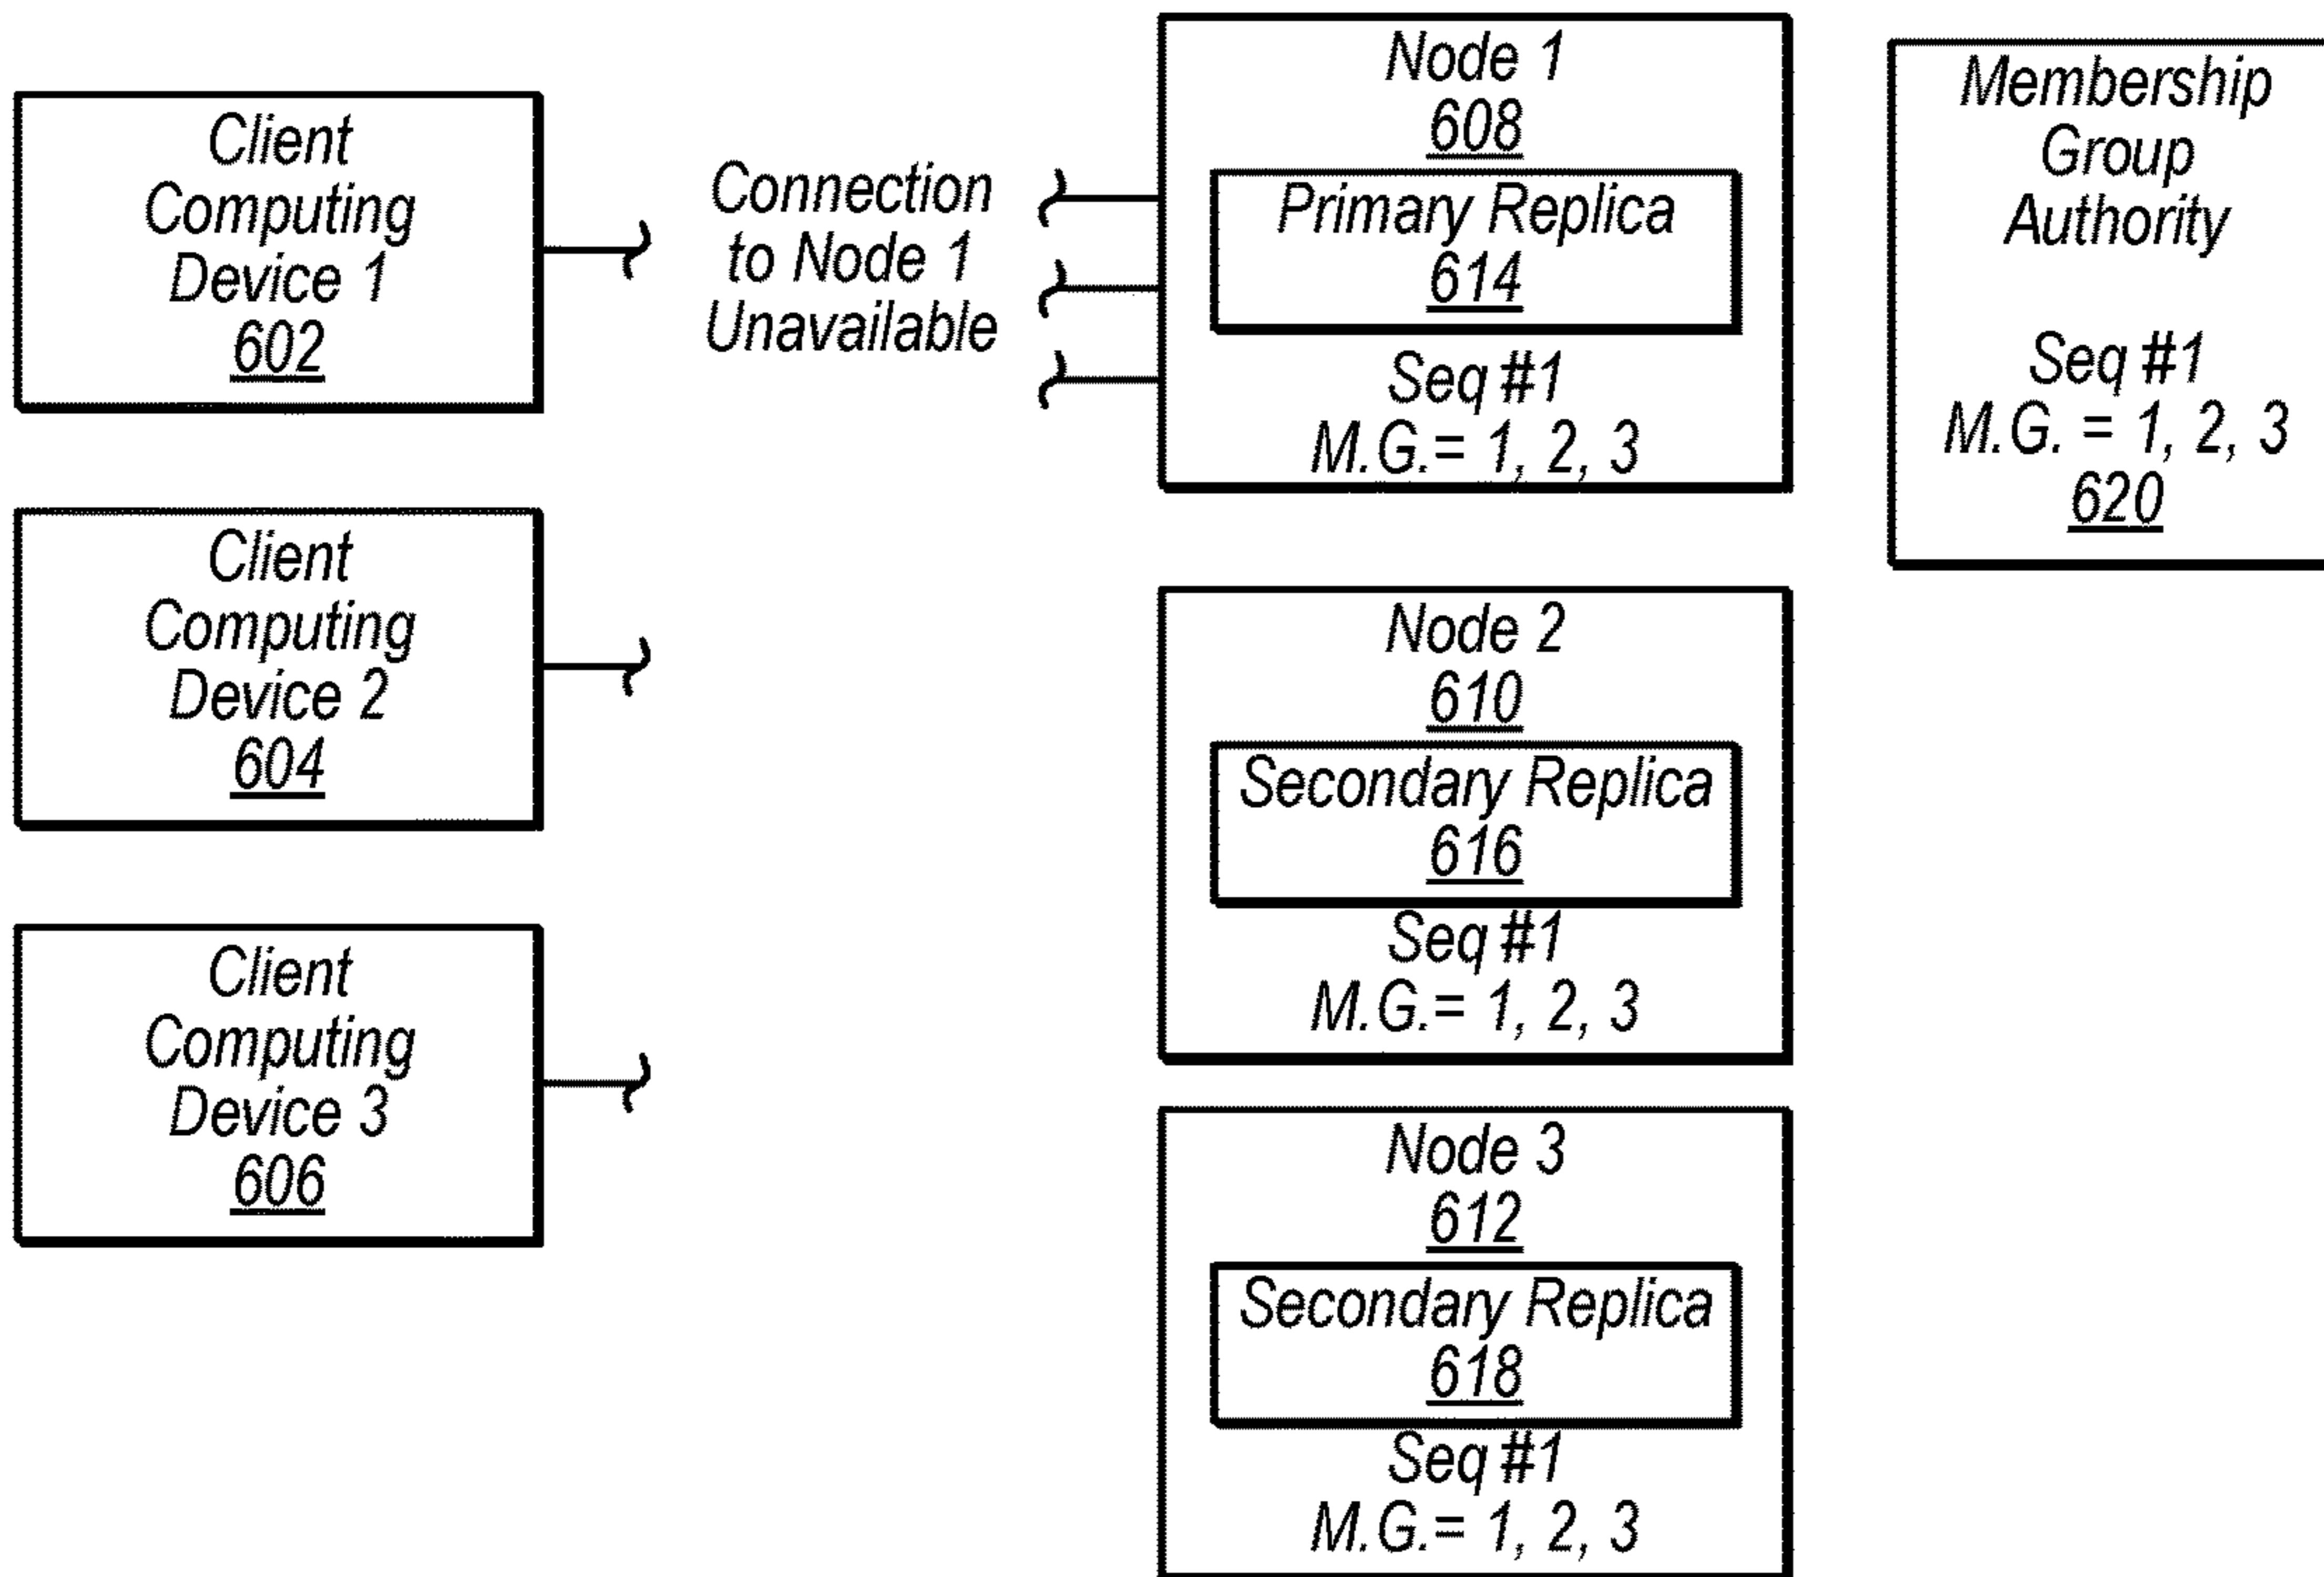 Client
Computing
Device 1
602
Connection
to Node 1
Unavailable
Node 1
608
Primary Replica
614
Seq #1
M.G.= 1, 2, 3
Membership
Group
Authority
Seq #1
M.G. = 1, 2, 3
620
Client
Computing
Device 2
604
Node 2
610
Secondary Replica
616
Seq #1
M.G.= 1, 2, 3
Client
Computing
Device 3
606
Node 3
612
Secondary Replica
618
Seq #1
M.G.= 1, 2, 3